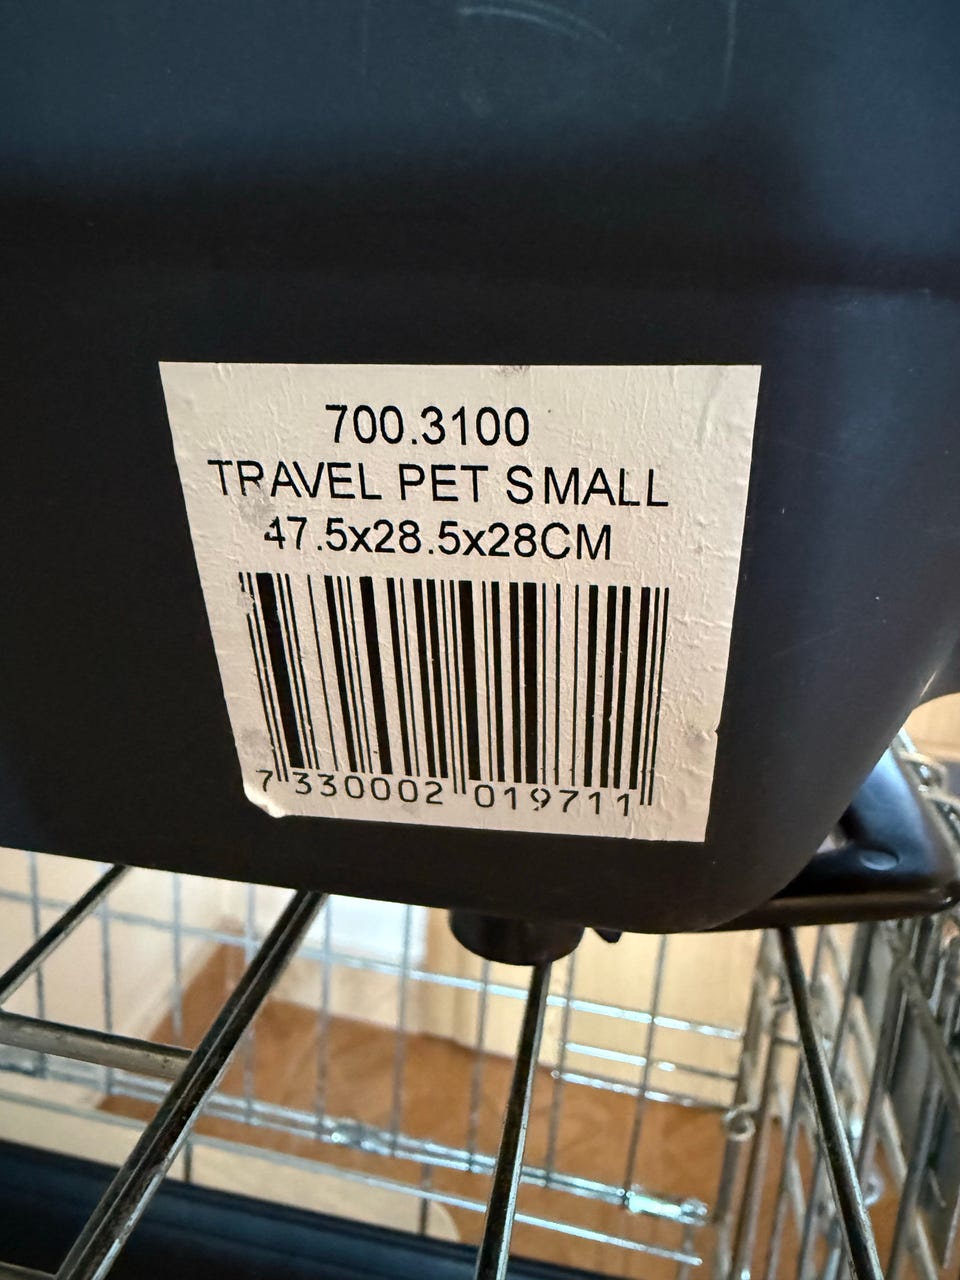 700.3100
TRAVEL PET SMALL
47.5x28.5x28CM
7 330002 019711